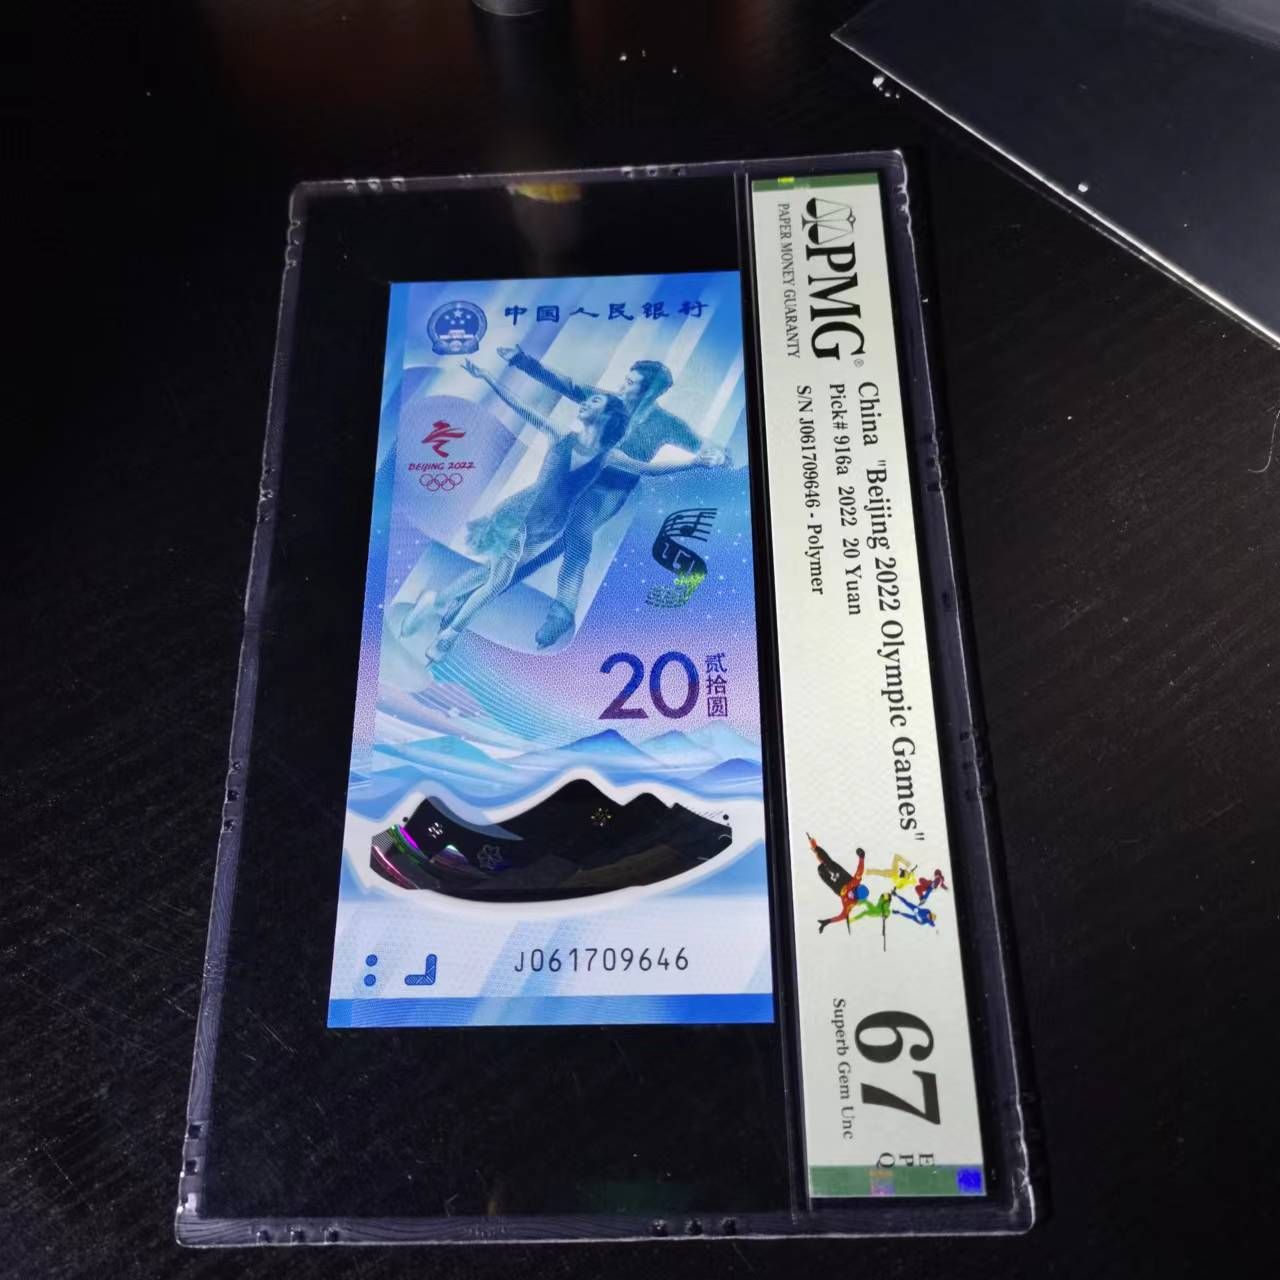 中国人民银行
BEIJING 2022
20
贰拾圆
J061709646
PMG®
PAPER MONEY GUARANTY
China "Beijing 2022 Olympic Games"
Pick# 916a 2022 20 Yuan
S/N J061709646 - Polymer
67
EPQ
Superb Gem Unc